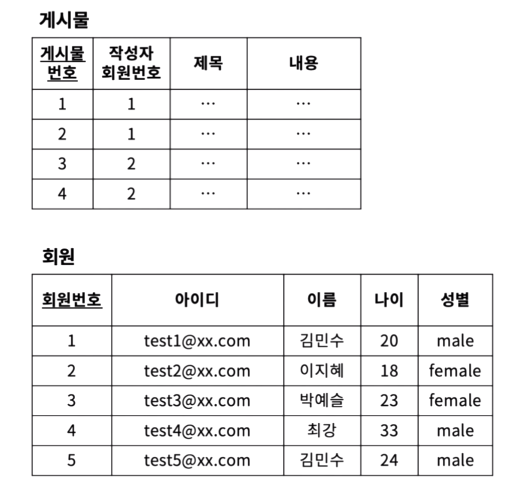 게시물
게시물 번호 작성자 회원번호 제목 내용
1 1 … …
2 1 … …
3 2 … …
4 2 … …
회원
회원번호 아이디 이름 나이 성별
1 test1@xx.com 김민수 20 male
2 test2@xx.com 이지혜 18 female
3 test3@xx.com 박예슬 23 female
4 test4@xx.com 최강 33 male
5 test5@xx.com 김민수 24 male